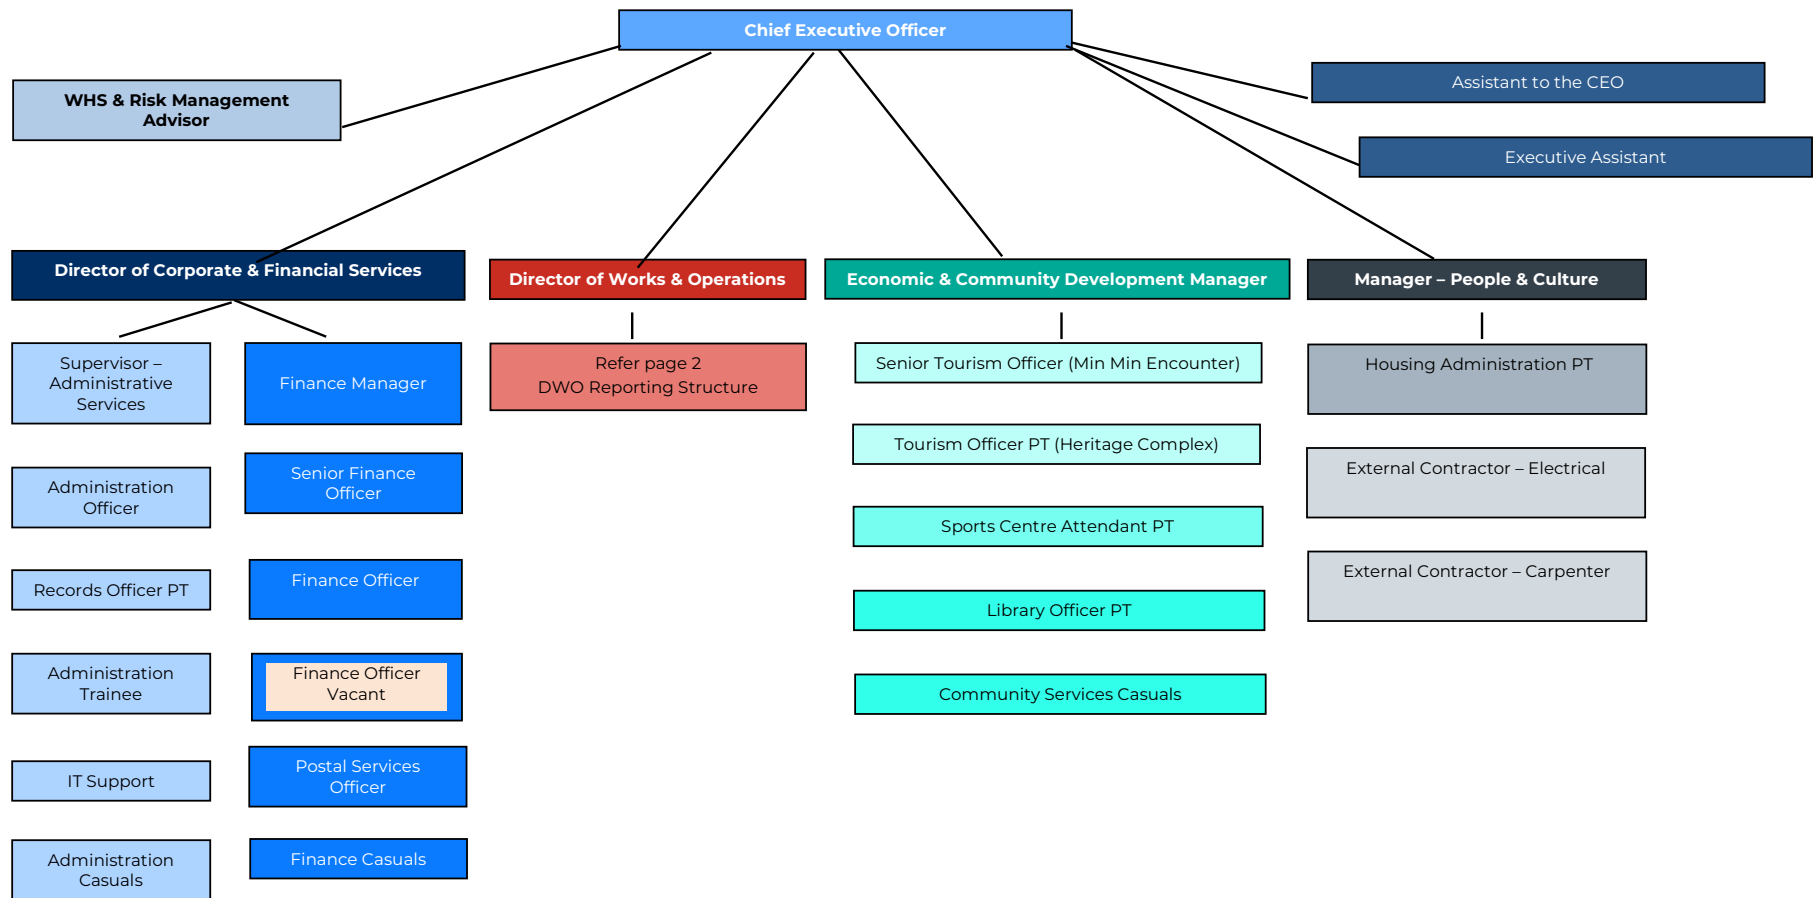 Chief Executive Officer
WHS & Risk Management
Advisor
Assistant to the CEO
Executive Assistant
Director of Corporate & Financial Services
Director of Works & Operations
Economic & Community Development Manager
Manager – People & Culture
Supervisor –
Administrative
Services
Administration
Officer
Records Officer PT
Administration
Trainee
IT Support
Administration
Casuals
Finance Manager
Senior Finance
Officer
Finance Officer
Finance Officer
Vacant
Postal Services
Officer
Finance Casuals
Refer page 2
DWO Reporting Structure
Senior Tourism Officer (Min Min Encounter)
Tourism Officer PT (Heritage Complex)
Sports Centre Attendant PT
Library Officer PT
Community Services Casuals
Housing Administration PT
External Contractor – Electrical
External Contractor – Carpenter